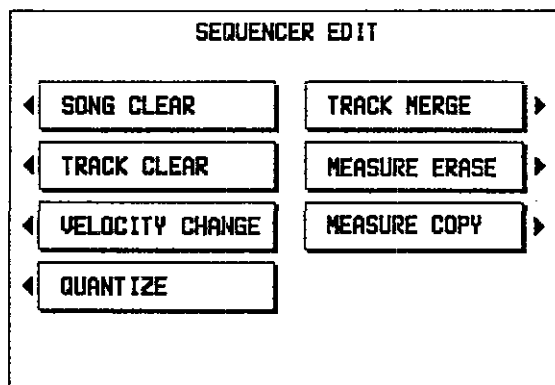 SEQUENCER EDIT
SONG CLEAR
TRACK MERGE
TRACK CLEAR
MEASURE ERASE
VELOCITY CHANGE
MEASURE COPY
QUANTIZE